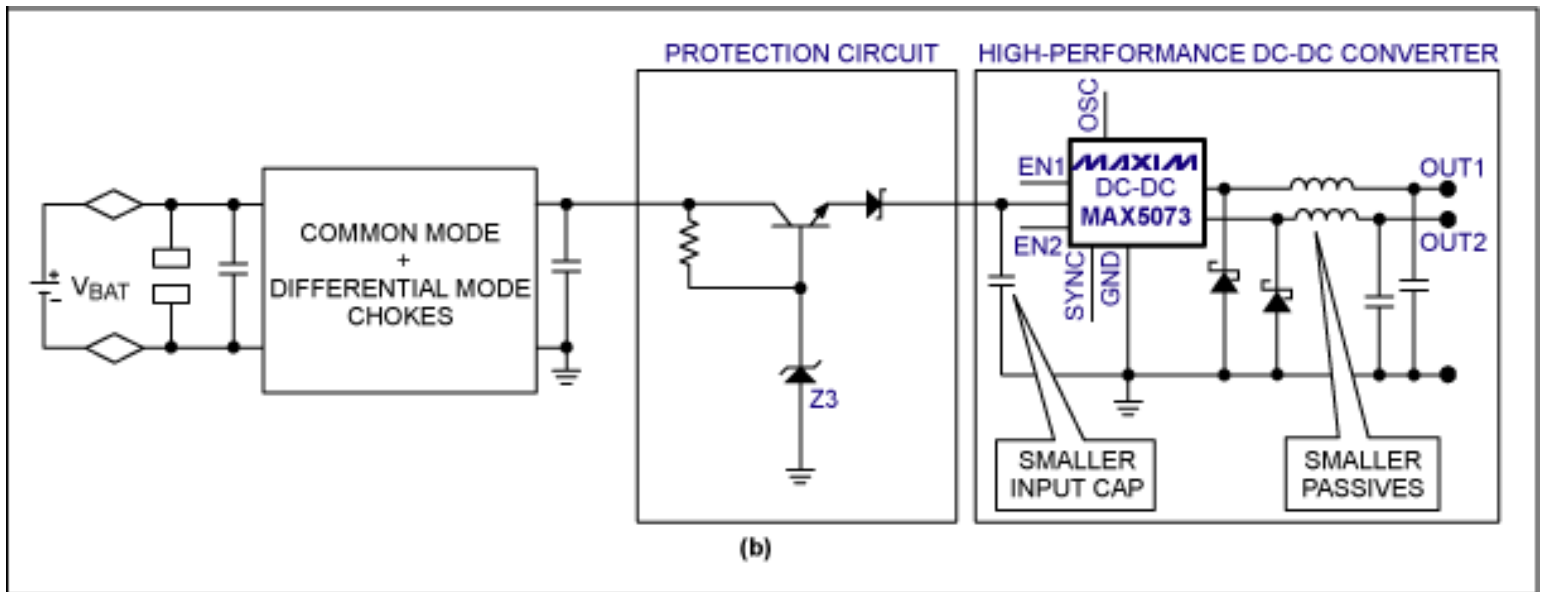 PROTECTION CIRCUIT
HIGH-PERFORMANCE DC-DC CONVERTER
OSC
EN1
MAXIM
DC-DC
MAX5073
EN2
SYNC
GND
OUT1
OUT2
VBAT
+
-
COMMON MODE
+
DIFFERENTIAL MODE
CHOKES
Z3
SMALLER
INPUT CAP
SMALLER
PASSIVES
(b)